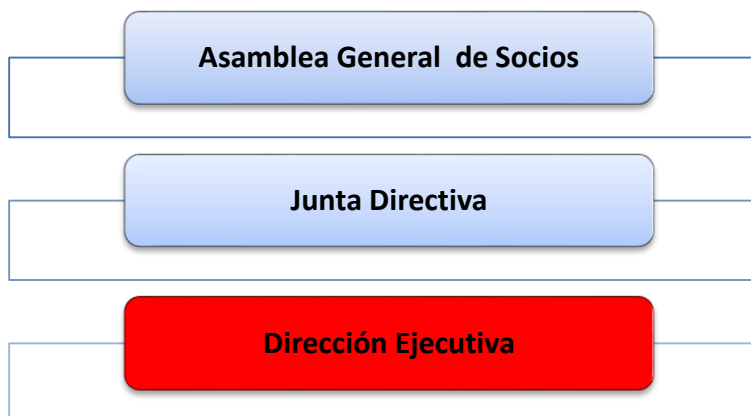 Asamblea General de Socios
Junta Directiva
Dirección Ejecutiva